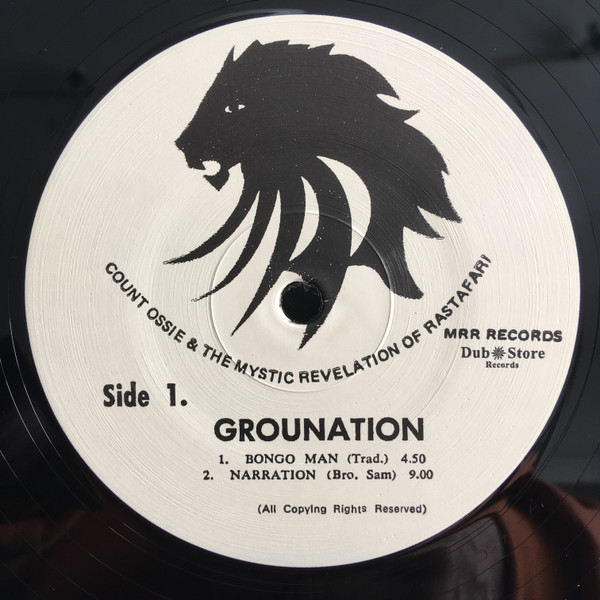 COUNT OSSIE & THE MYSTIC REVELATION OF RASTAFARI
MRR RECORDS
Dub Store
Records
Side 1.
GROUNATION
1. BONGO MAN (Trad.) 4.50
2. NARRATION (Bro. Sam) 9.00
(All Copying Rights Reserved)